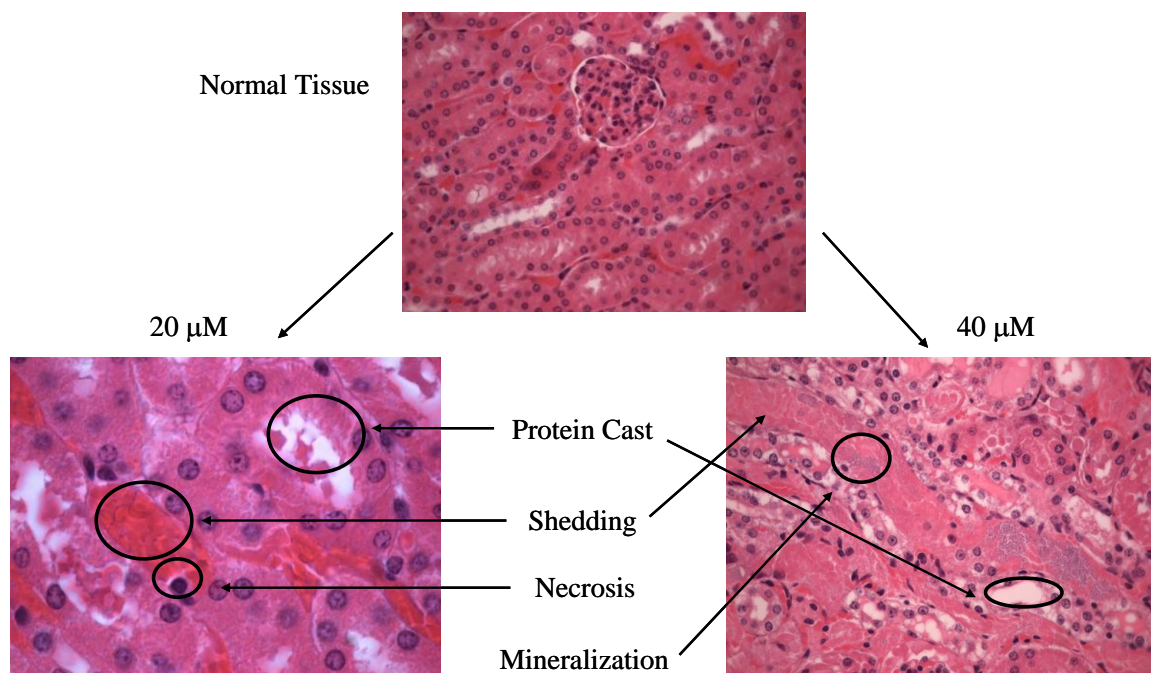 Normal Tissue
20 μM
40 μM
Protein Cast
Shedding
Necrosis
Mineralization